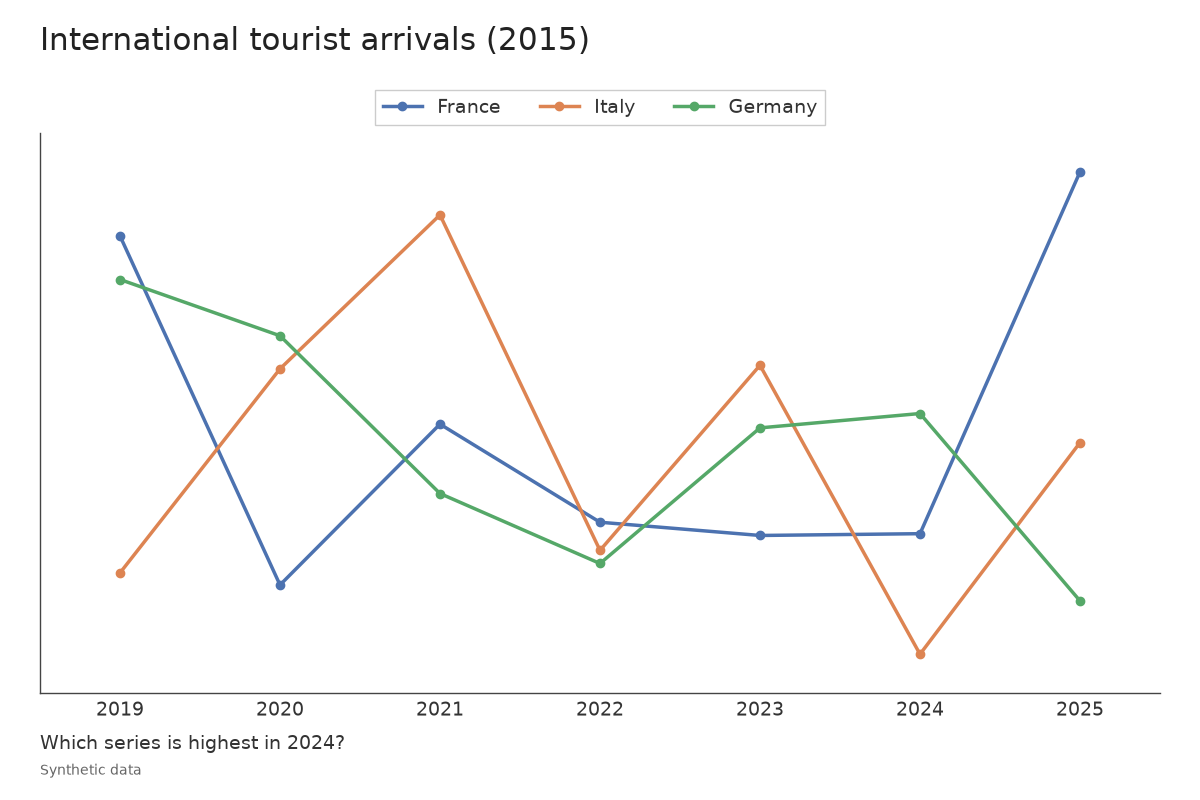 International tourist arrivals (2015)
France Italy Germany
2019 2020 2021 2022 2023 2024 2025
Which series is highest in 2024?
Synthetic data